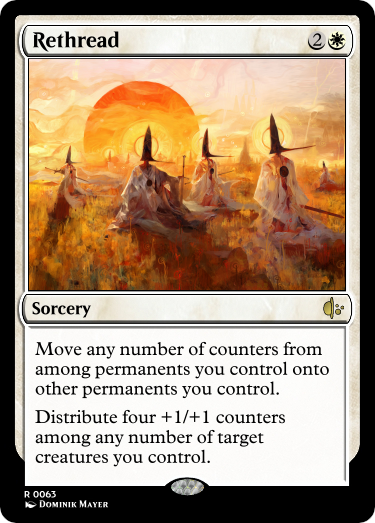 Rethread 2
Sorcery
Move any number of counters from
among permanents you control onto
other permanents you control.
Distribute four +1/+1 counters
among any number of target
creatures you control.
R 0063
Dominik Mayer